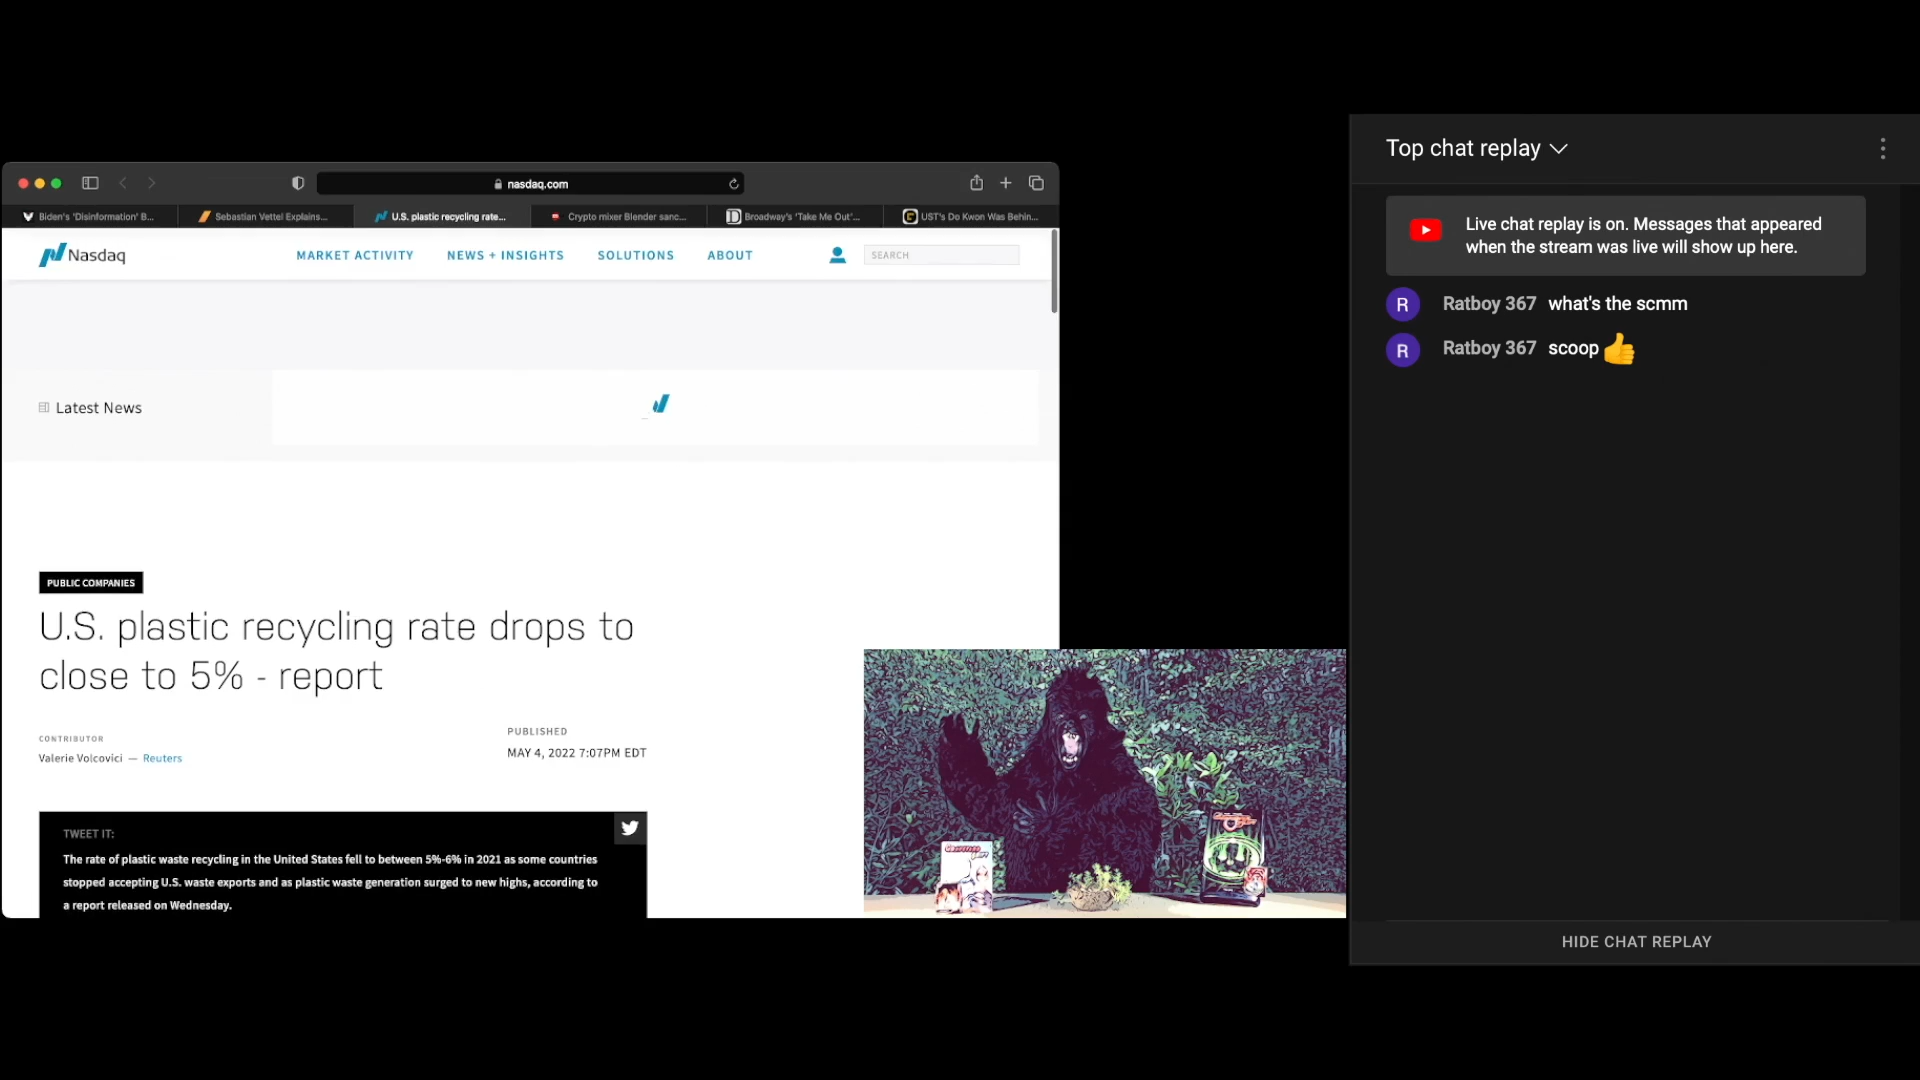 nasdaq.com
Biden's 'Disinformation' B...
Sebastian Vettel Explains...
U.S. plastic recycling rate...
Crypto mixer Blender sanc...
Broadway's 'Take Me Out'...
UST's Do Kwon Was Behin...
Nasdaq
MARKET ACTIVITY
NEWS + INSIGHTS
SOLUTIONS
ABOUT
SEARCH
Latest News
PUBLIC COMPANIES
U.S. plastic recycling rate drops to
close to 5% - report
CONTRIBUTOR
Valerie Volcovici — Reuters
PUBLISHED
MAY 4, 2022 7:07PM EDT
TWEET IT:
The rate of plastic waste recycling in the United States fell to between 5%-6% in 2021 as some countries
stopped accepting U.S. waste exports and as plastic waste generation surged to new highs, according to
a report released on Wednesday.
Top chat replay
Live chat replay is on. Messages that appeared
when the stream was live will show up here.
R Ratboy 367 what's the scmm
R Ratboy 367 scoop 👍
HIDE CHAT REPLAY